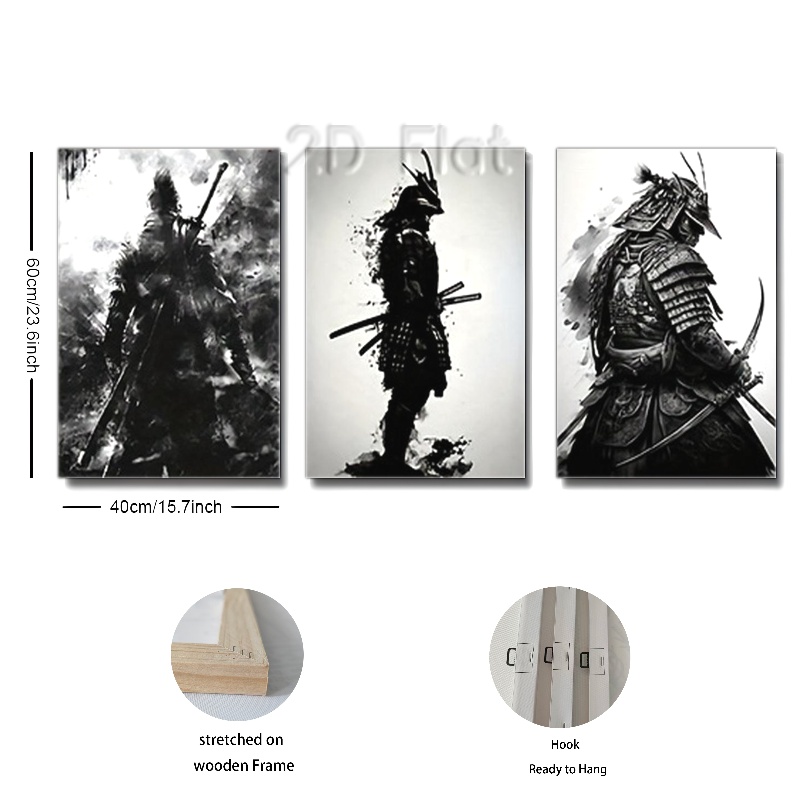 2D Flat
60cm/23.6inch
40cm/15.7inch
stretched on
wooden Frame
Hook
Ready to Hang